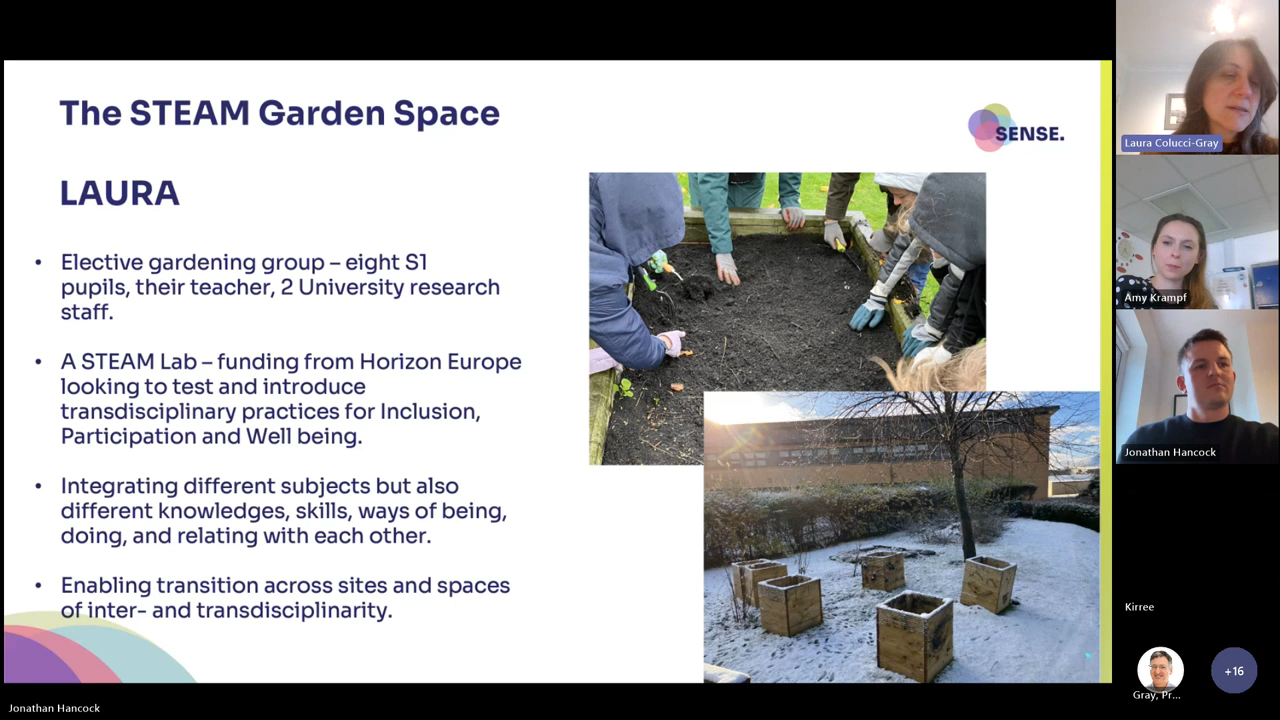 The STEAM Garden Space
SENSE.
LAURA
• Elective gardening group – eight S1
pupils, their teacher, 2 University research
staff.
• A STEAM Lab – funding from Horizon Europe
looking to test and introduce
transdisciplinary practices for Inclusion,
Participation and Well being.
• Integrating different subjects but also
different knowledges, skills, ways of being,
doing, and relating with each other.
• Enabling transition across sites and spaces
of inter- and transdisciplinarity.
Laura Colucci-Gray
Amy Krampf
Jonathan Hancock
Kirree
Gray, Pr...
+16
Jonathan Hancock